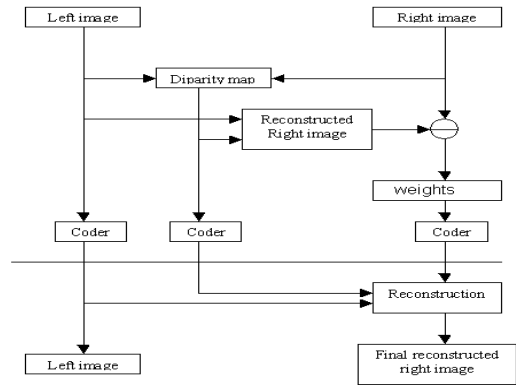 Left image
Right image
Diparity map
Reconstructed
Right image
weights
Coder
Coder
Coder
Reconstruction
Left image
Final reconstructed
right image